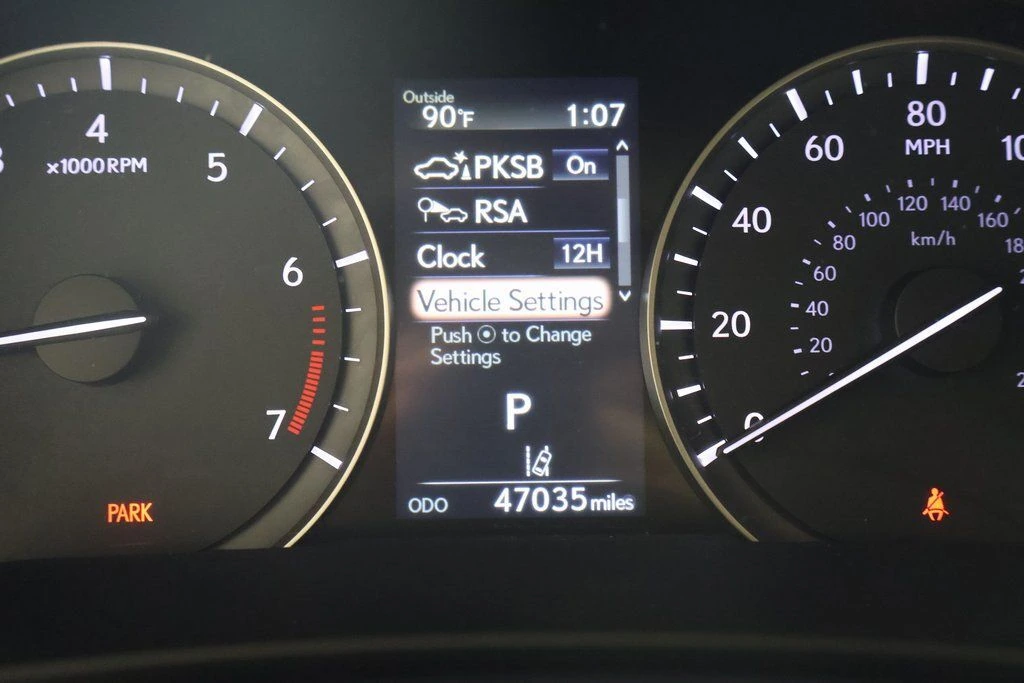 4
x1000 RPM
5
6
7
PARK
Outside
90°F 1:07
PKSB On
RSA
Clock 12H
Vehicle Settings
Push to Change
Settings
P
ODO 47035 miles
0
20
40
60
80
MPH
20
40
60
80
100
120
140
160
km/h